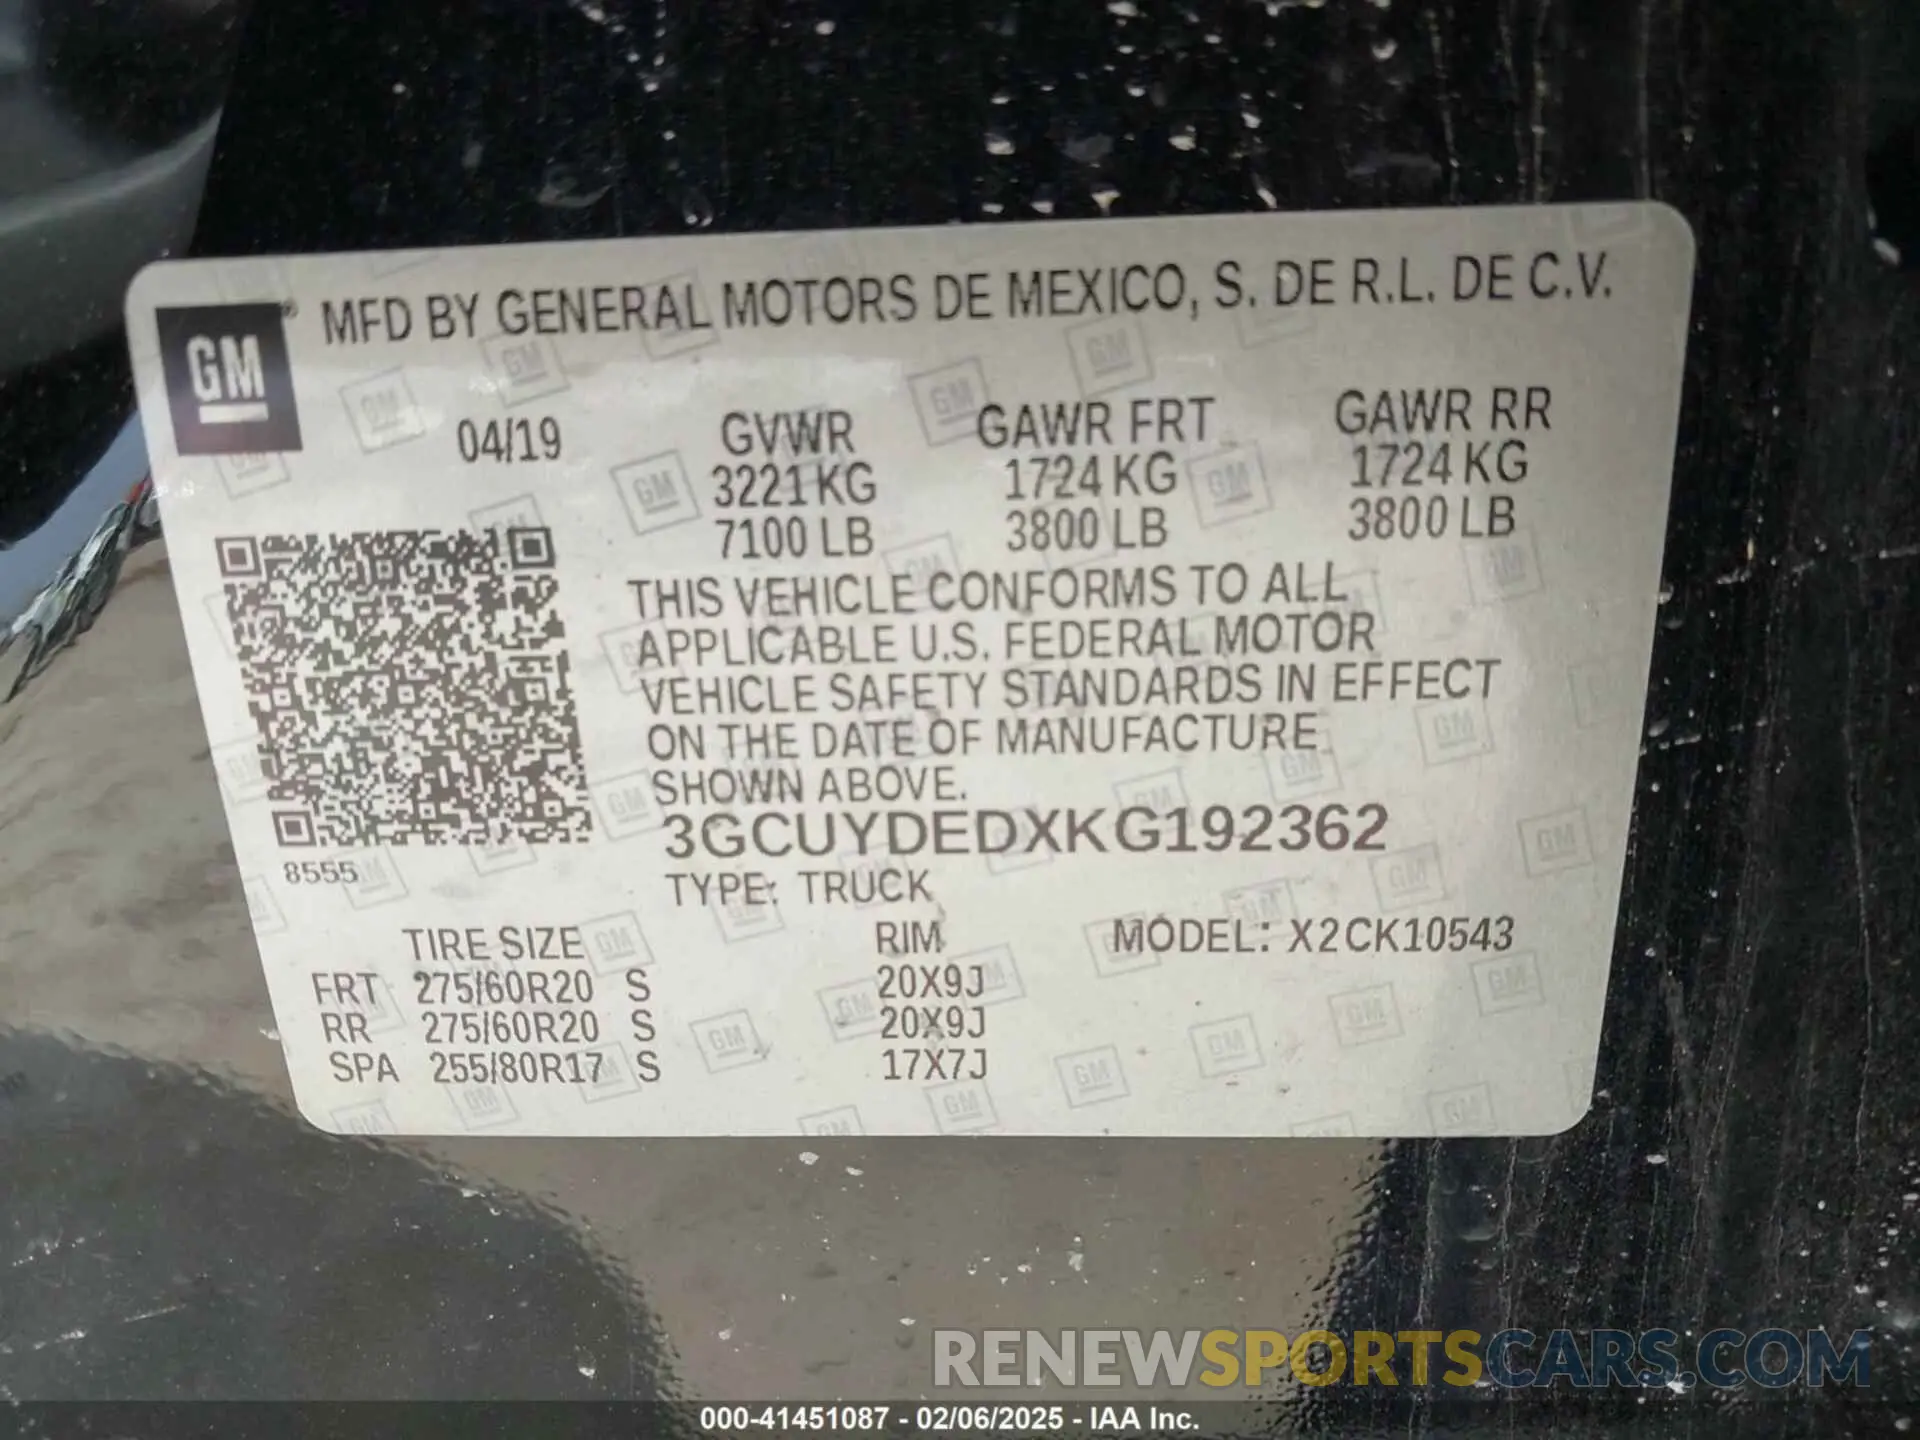 GM® MFD BY GENERAL MOTORS DE MEXICO, S. DE R.L. DE C.V.
04/19 GVWR GAWR FRT GAWR RR
3221 KG 1724 KG 1724 KG
7100 LB 3800 LB 3800 LB
THIS VEHICLE CONFORMS TO ALL
APPLICABLE U.S. FEDERAL MOTOR
VEHICLE SAFETY STANDARDS IN EFFECT
ON THE DATE OF MANUFACTURE
SHOWN ABOVE.
3GCUYDEDXKG192362
8555
TYPE: TRUCK
TIRE SIZE RIM MODEL: X2CK10543
FRT 275/60R20 S 20X9J
RR 275/60R20 S 20X9J
SPA 255/80R17 S 17X7J
RENEWSPORTSCARS.COM
000-41451087 - 02/06/2025 - IAA Inc.